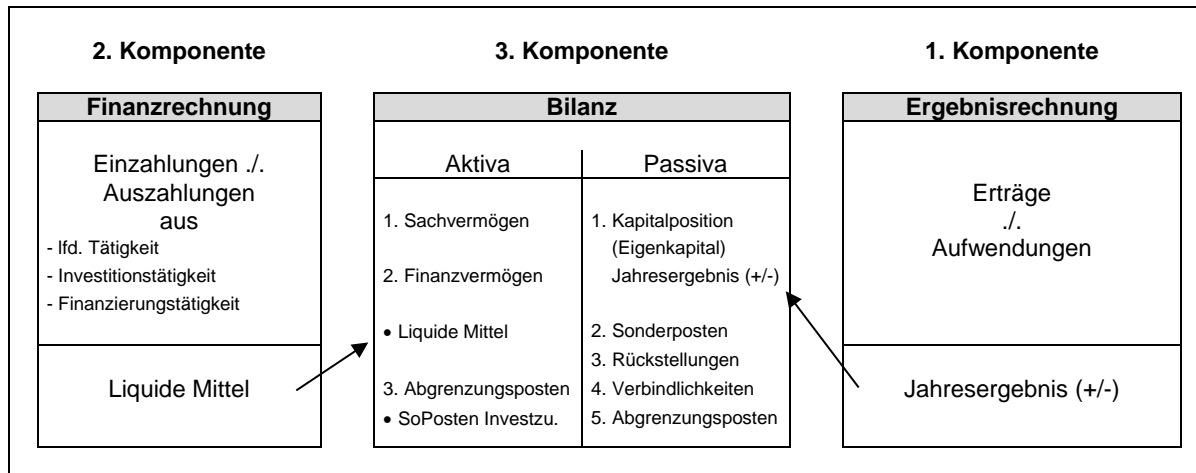 2. Komponente
3. Komponente
1. Komponente
Finanzrechnung
Einzahlungen ./.
Auszahlungen
aus
- lfd. Tätigkeit
- Investitionstätigkeit
- Finanzierungstätigkeit
Liquide Mittel
Bilanz
Aktiva
1. Sachvermögen
2. Finanzvermögen
• Liquide Mittel
3. Abgrenzungsposten
• SoPosten Investzu.
Passiva
1. Kapitalposition
(Eigenkapital)
Jahresergebnis (+/-)
2. Sonderposten
3. Rückstellungen
4. Verbindlichkeiten
5. Abgrenzungsposten
Ergebnisrechnung
Erträge
./.
Aufwendungen
Jahresergebnis (+/-)